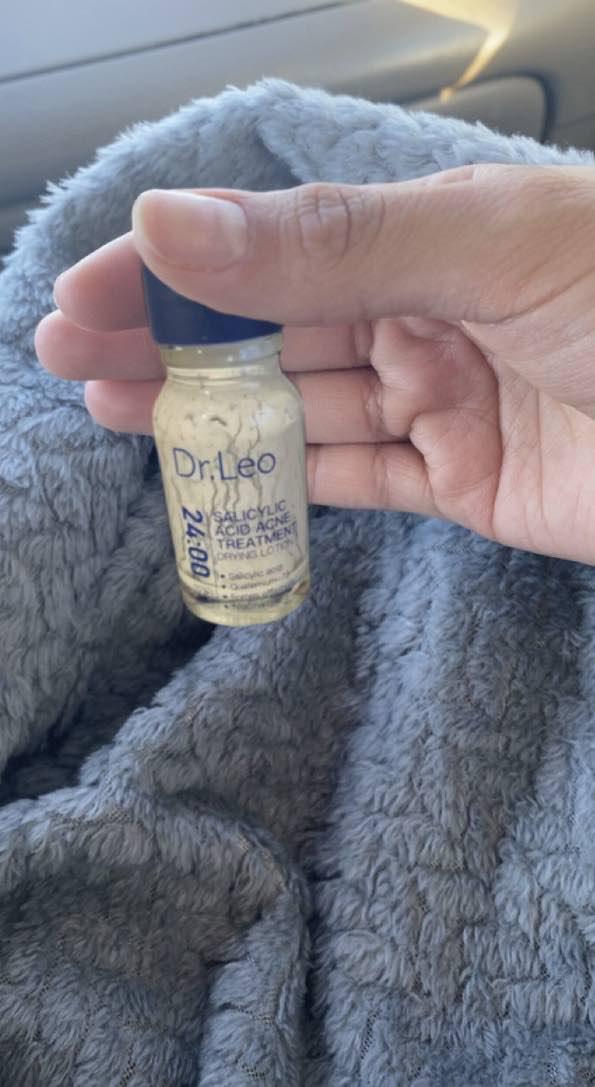 Dr.Leo
24:00
SALICYLIC
ACID ACNE
TREATMENT
DRYING LOTION
• Salicylic acid